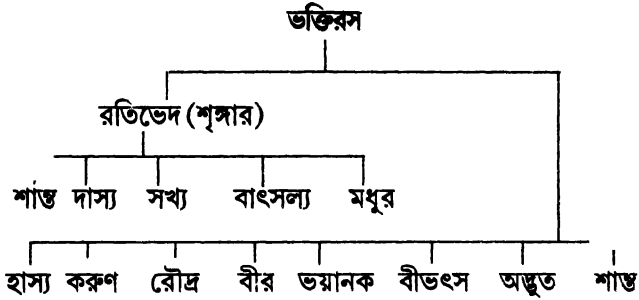 ভক্তিরস
রতিভেদ (শৃঙ্গার)
শান্ত দাস্য সখ্য বাৎসল্য মধুর
হাস্য করুণ রৌদ্র বীর ভয়ানক বীভৎস অদ্ভুত শান্ত